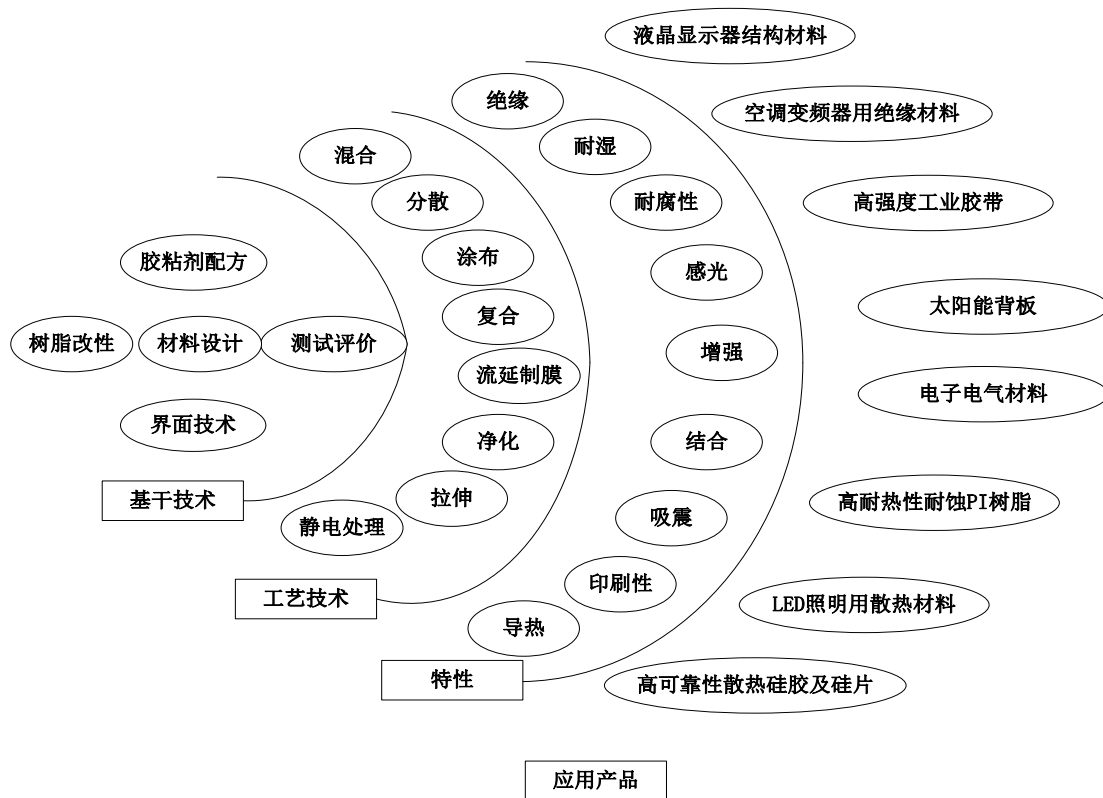 液晶显示器结构材料
绝缘
空调变频器用绝缘材料
混合
耐湿
分散
耐腐性
高强度工业胶带
胶粘剂配方
涂布
感光
复合
太阳能背板
树脂改性
材料设计
测试评价
增强
流延制膜
电子电气材料
界面技术
净化
结合
基干技术
拉伸
高耐热性耐蚀PI树脂
静电处理
吸震
印刷性
工艺技术
LED照明用散热材料
导热
特性
高可靠性散热硅胶及硅片
应用产品